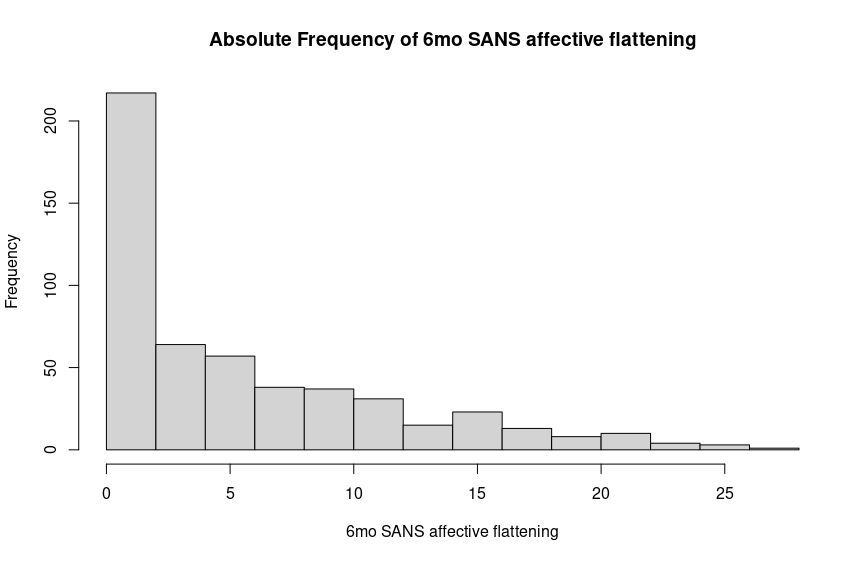 Absolute Frequency of 6mo SANS affective flattening
Frequency
200
150
100
50
0
0 5 10 15 20 25
6mo SANS affective flattening